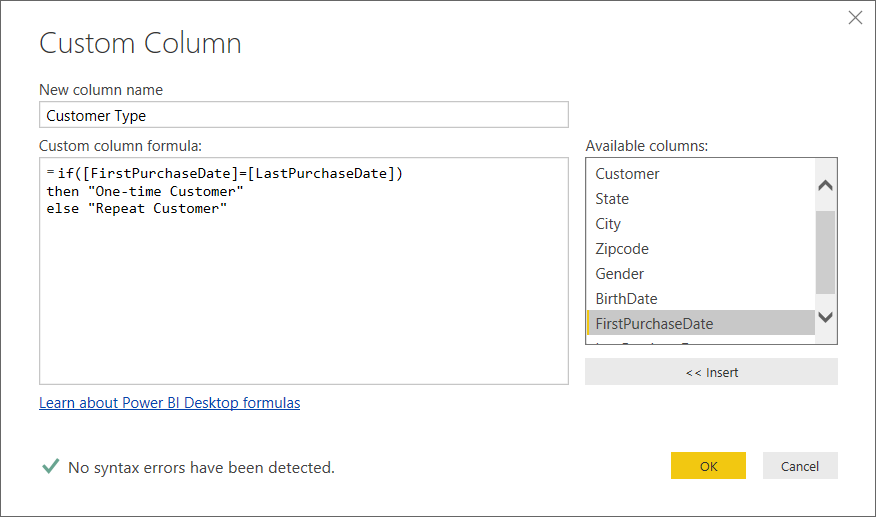 Custom Column
New column name
Customer Type
Custom column formula:
= if([FirstPurchaseDate]=[LastPurchaseDate])
then "One-time Customer"
else "Repeat Customer"
Available columns:
Customer
State
City
Zipcode
Gender
BirthDate
FirstPurchaseDate
<< Insert
Learn about Power BI Desktop formulas
No syntax errors have been detected.
OK
Cancel